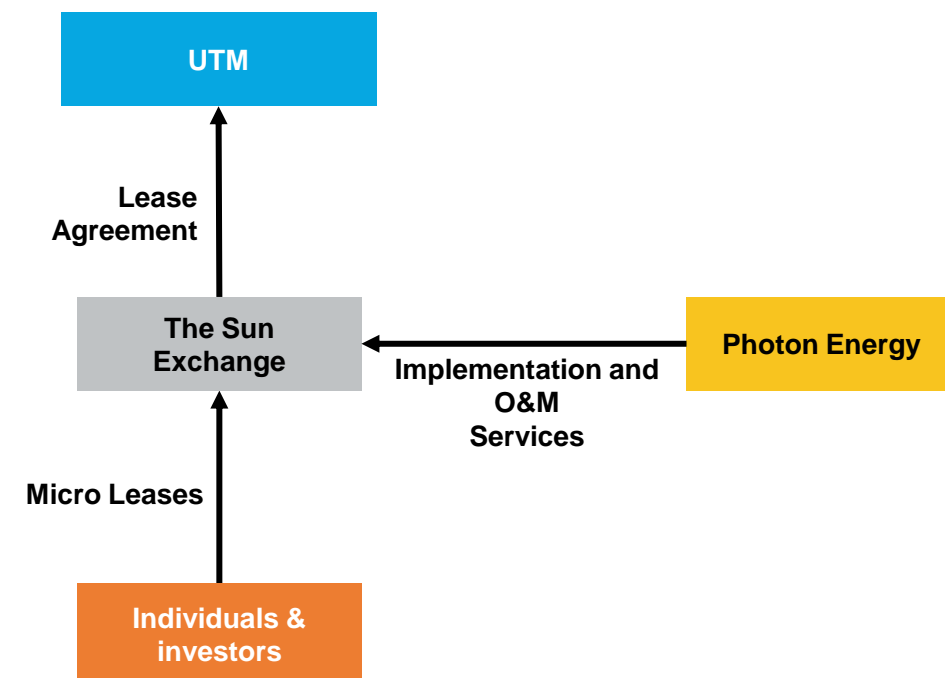 UTM
Lease
Agreement
The Sun
Exchange
Photon Energy
Implementation and
O&M
Services
Micro Leases
Individuals &
investors